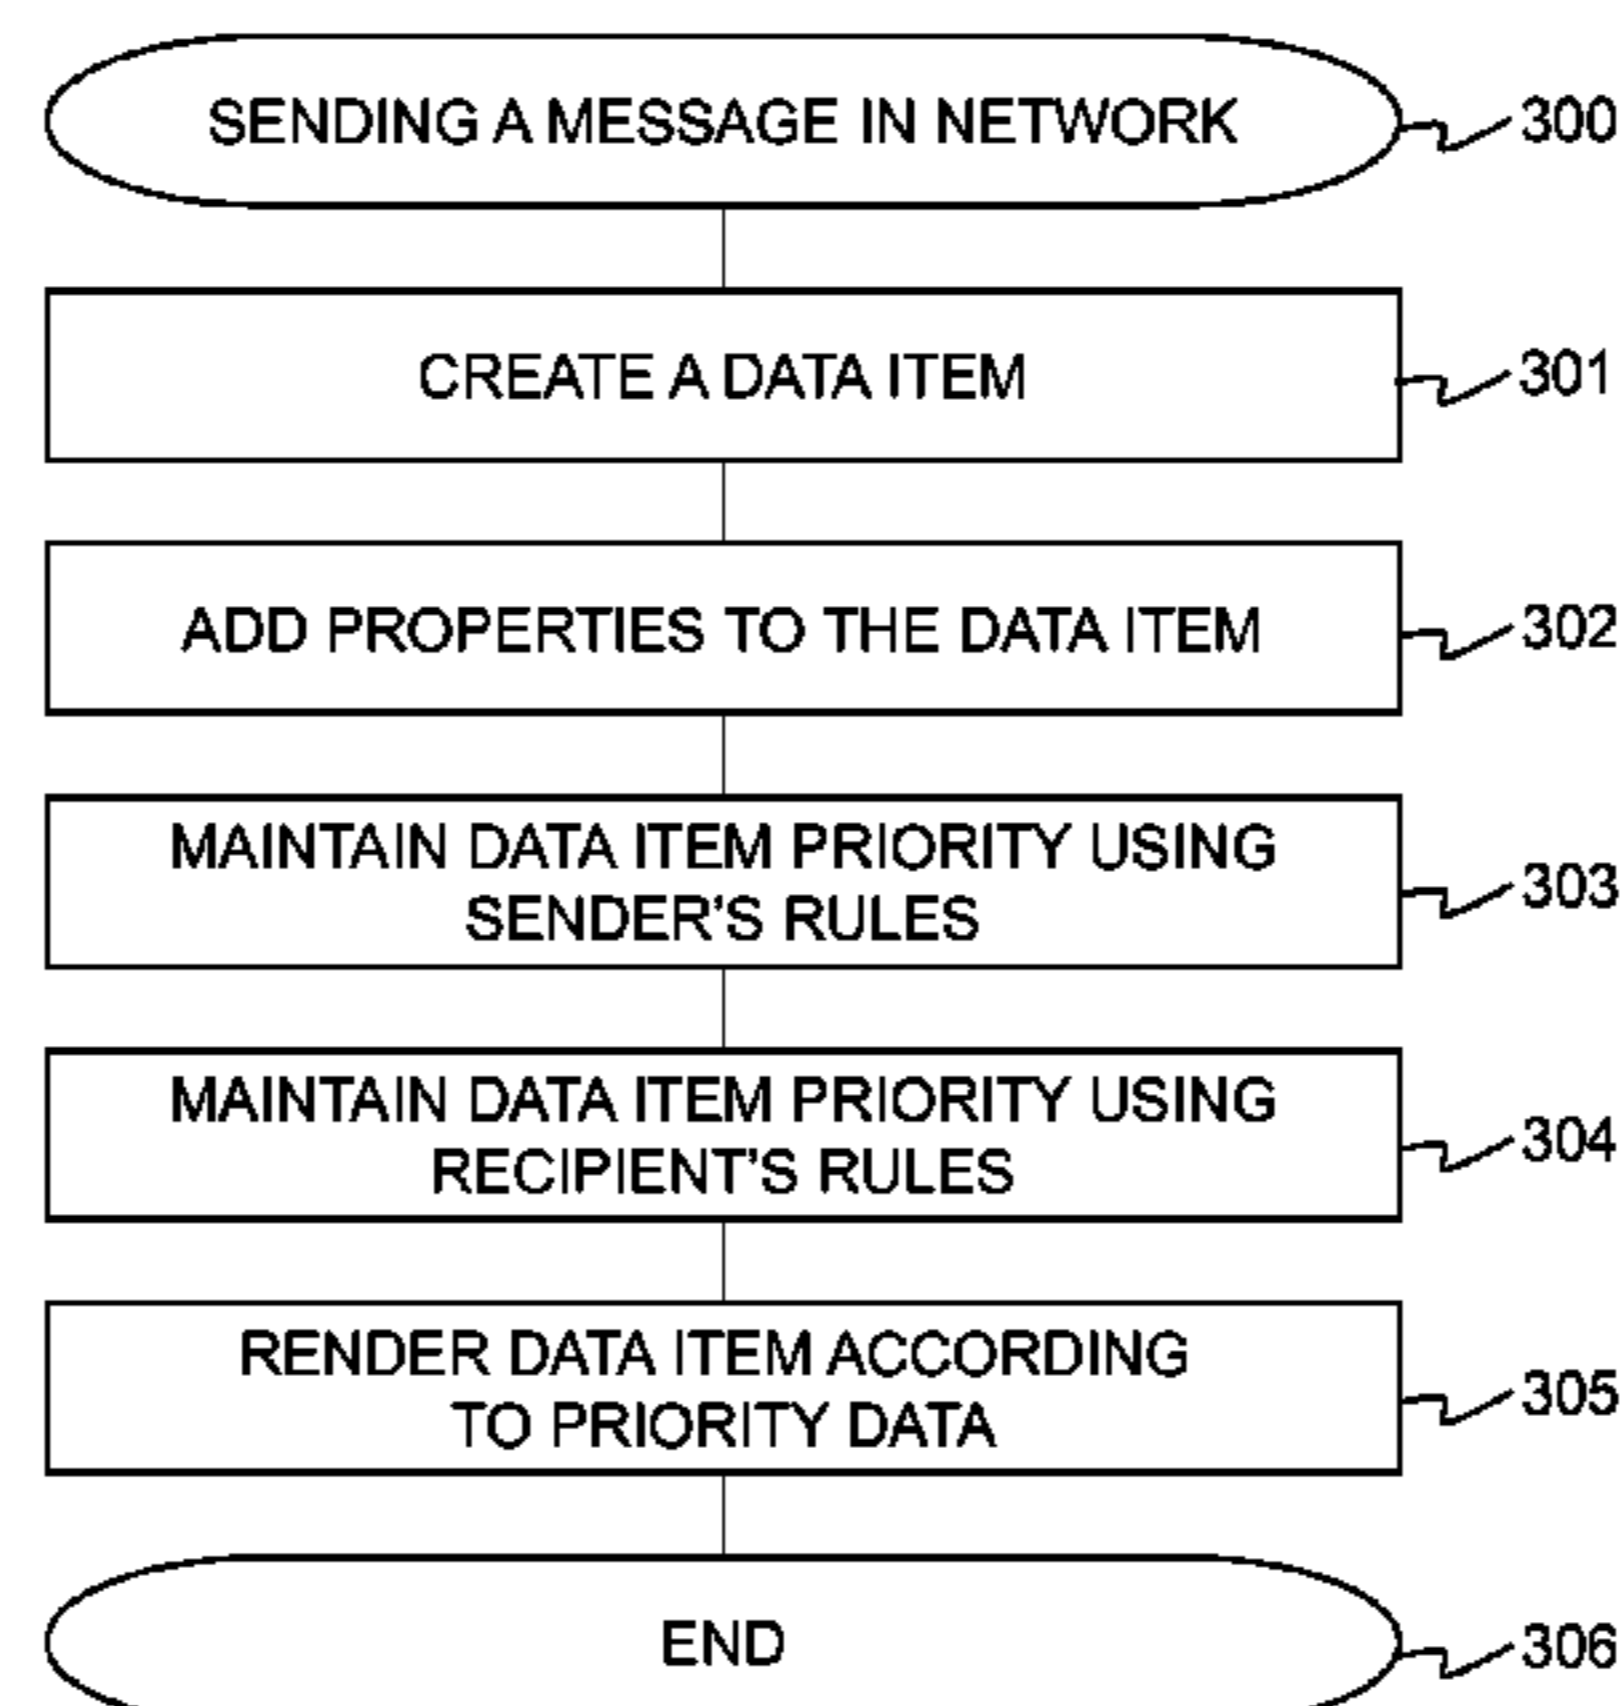 SENDING A MESSAGE IN NETWORK
300
CREATE A DATA ITEM
301
ADD PROPERTIES TO THE DATA ITEM
302
MAINTAIN DATA ITEM PRIORITY USING
SENDER'S RULES
303
MAINTAIN DATA ITEM PRIORITY USING
RECIPIENT'S RULES
304
RENDER DATA ITEM ACCORDING
TO PRIORITY DATA
305
END
306